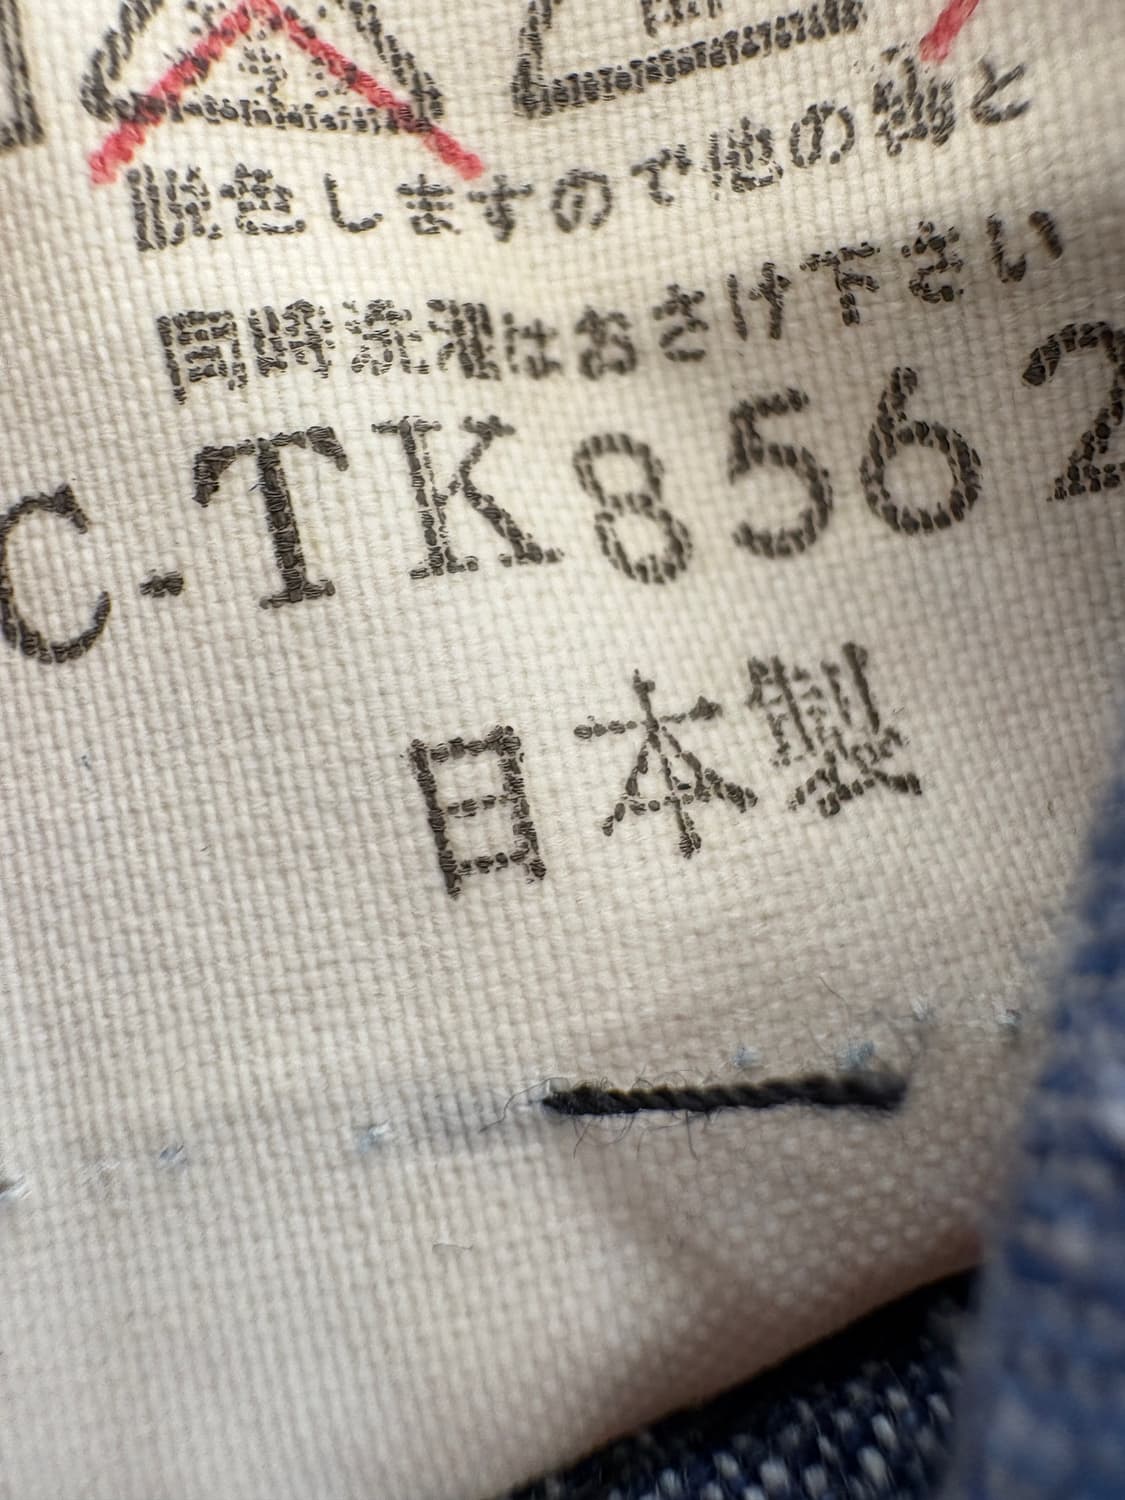 脱色しますので他の物と
同時洗濯はおさけ下さい
C-TK8562
日本製